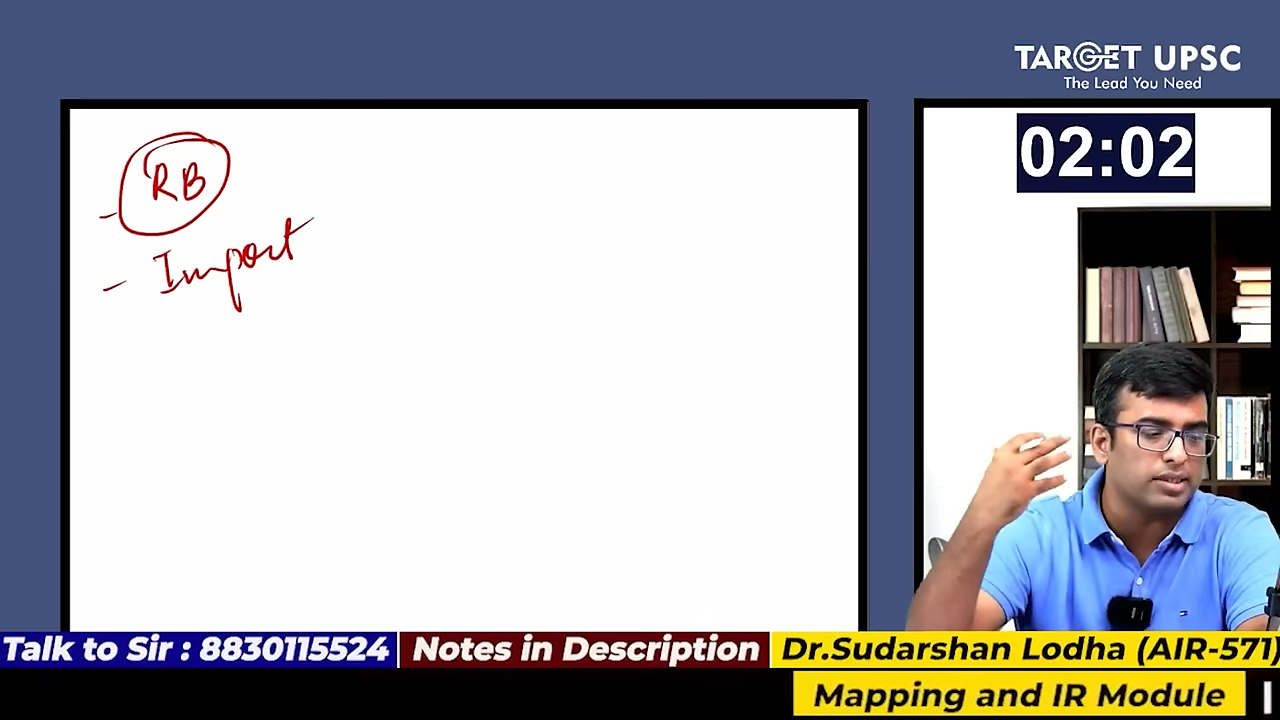 TARGET UPSC
The Lead You Need
02:02
- RB
- Import
Talk to Sir : 8830115524 Notes in Description Dr.Sudarshan Lodha (AIR-571)
Mapping and IR Module